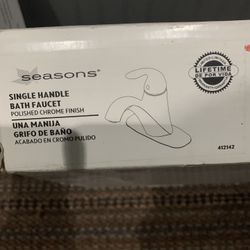 seasons®
SINGLE HANDLE
BATH FAUCET
POLISHED CHROME FINISH
UNA MANIJA
GRIFO DE BAÑO
ACABADO EN CROMO PULIDO
LIFETIME
DE POR VIDA
412142